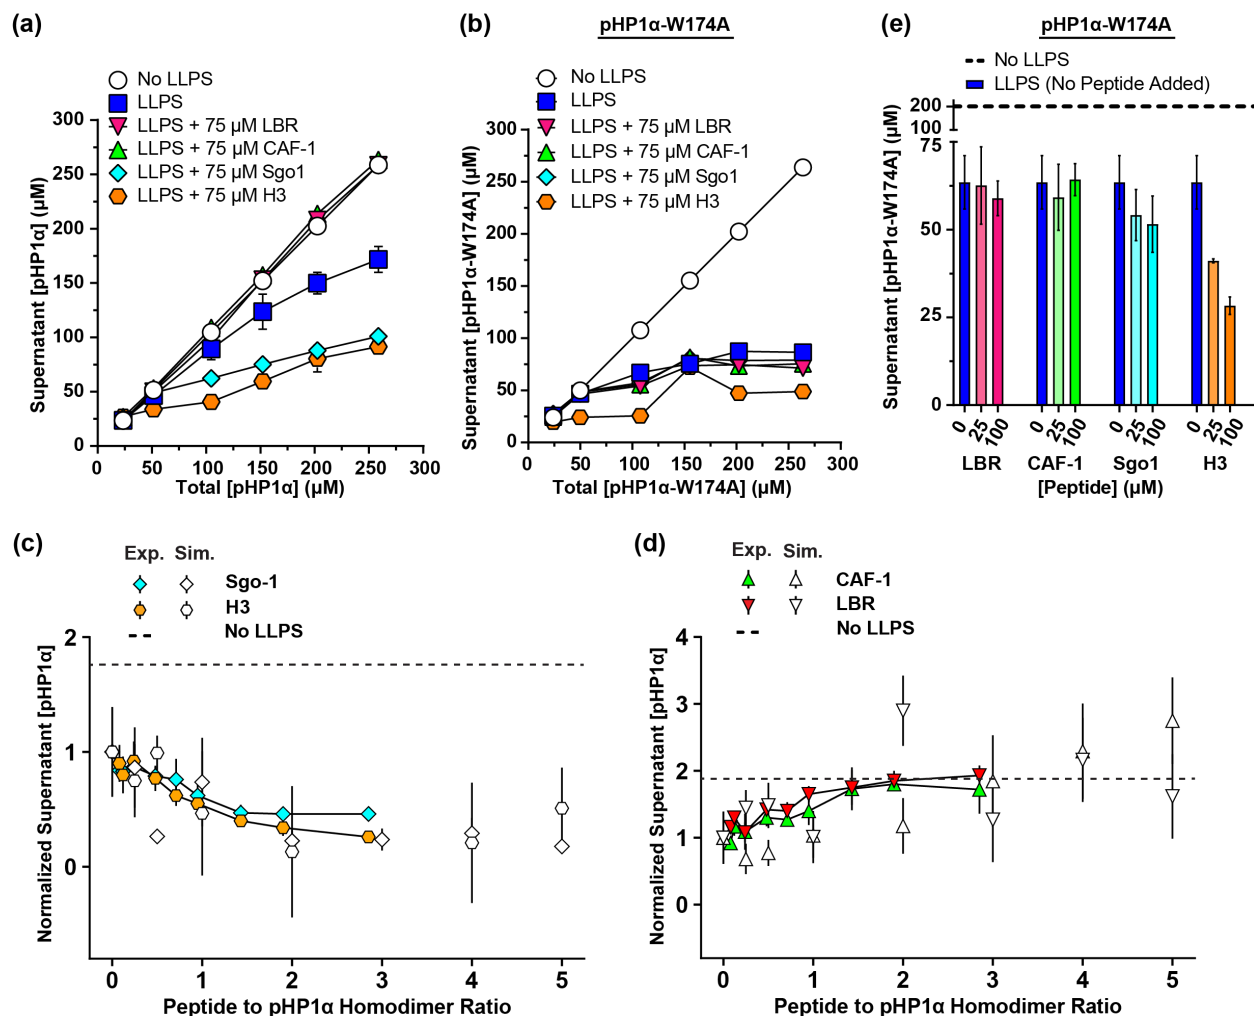 (a)
No LLPS
LLPS
LLPS + 75 µM LBR
LLPS + 75 µM CAF-1
LLPS + 75 µM Sgo1
LLPS + 75 µM H3
Supernatant [pHP1α] (µM)
300
250
200
150
100
50
0
0 50 100 150 200 250 300
Total [pHP1α] (µM)
(b)
pHP1α-W174A
No LLPS
LLPS
LLPS + 75 µM LBR
LLPS + 75 µM CAF-1
LLPS + 75 µM Sgo1
LLPS + 75 µM H3
Supernatant [pHP1α-W174A] (µM)
300
250
200
150
100
50
0
0 50 100 150 200 250 300
Total [pHP1α-W174A] (µM)
(e)
pHP1α-W174A
No LLPS
LLPS (No Peptide Added)
Supernatant [pHP1α-W174A] (µM)
200
100
75
50
25
0
0 25 100 0 25 100 0 25 100 0 25 100
LBR CAF-1 Sgo1 H3
[Peptide] (µM)
(c)
Exp. Sim.
Sgo-1
H3
No LLPS
Normalized Supernatant [pHP1α]
2
1
0
0 1 2 3 4 5
Peptide to pHP1α Homodimer Ratio
(d)
Exp. Sim.
CAF-1
LBR
No LLPS
Normalized Supernatant [pHP1α]
4
3
2
1
0
0 1 2 3 4 5
Peptide to pHP1α Homodimer Ratio